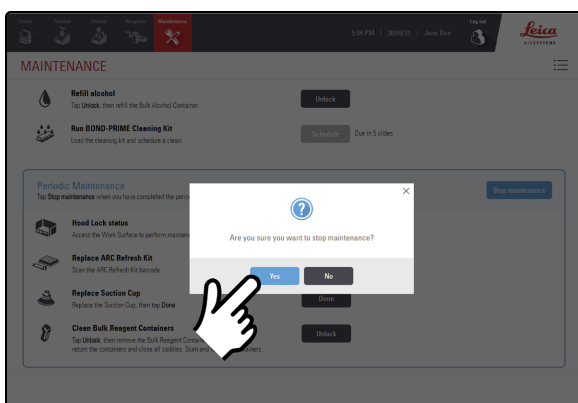 Status Preload Unload Reagents Maintenance
5:04 PM | 28/09/23 | Jane Doe
Log out
Leica
BIOSYSTEMS
MAINTENANCE
Refill alcohol
Tap Unlock, then refill the Bulk Alcohol Container.
Unlock
Run BOND-PRIME Cleaning Kit
Load the cleaning kit and schedule a clean.
Schedule
Due in 5 slides
Periodic Maintenance
Tap Stop maintenance when you have completed the perio
Stop maintenance
Are you sure you want to stop maintenance?
Yes
No
Hood Lock status
Access the Work Surface to perform mainten
Replace ARC Refresh Kit
Scan the ARC Refresh Kit barcode
Replace Suction Cup
Replace the Suction Cup, then tap Done
Done
Clean Bulk Reagent Containers
Tap Unlock, then remove the Bulk Reagent Conta
return the containers and close all caddies. Scan and
Unlock